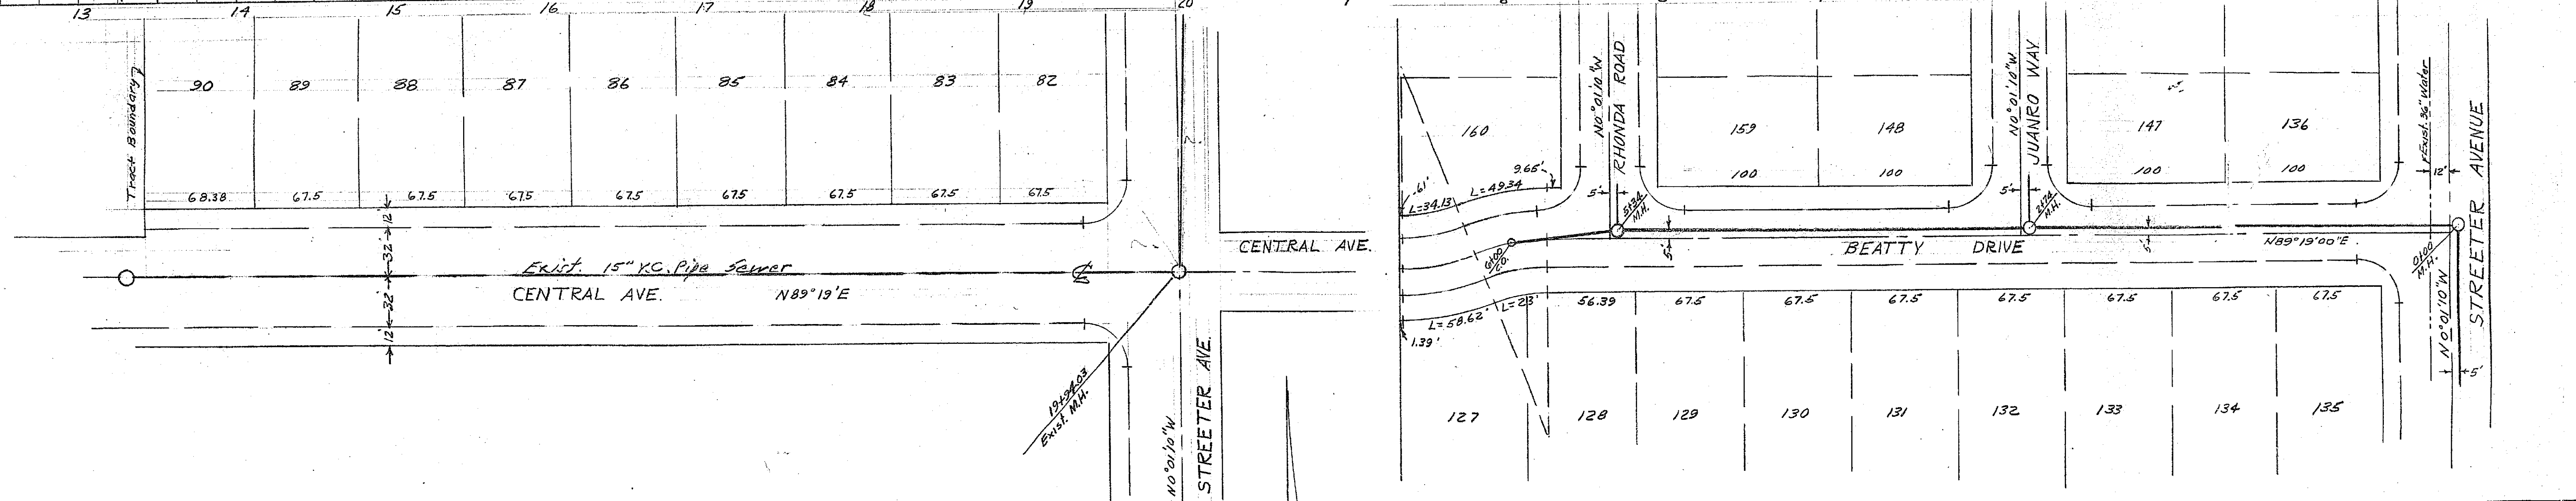 13 14 15 16 17 18 19 20
Tract Boundary
90 89 88 87 86 85 84 83 82
68.38 67.5 67.5 67.5 67.5 67.5 67.5 67.5 67.5
12'
32'
32'
12'
Exist. 15" V.C. Pipe Sewer
CENTRAL AVE. N89°19'E
℄
19+94.03
Exist. M.H.
N0°01'10"W
STREETER AVE.
CENTRAL AVE.
160
.61'
L=34.13'
L=49.34
9.65'
N0°01'10"W
RHONDA ROAD
5'
5+34
M.H.
6+00
C.O.
159 148
100 100
N0°01'10"W
JUANRO WAY
5'
2+74
M.H.
147 136
100 100
Exist. 36" Water
12'
STREETER AVENUE
5'
BEATTY DRIVE
5'
N89°19'00"E
0+00
M.H.
N0°01'10"W
5'
L=58.62'
L=23'
1.39'
56.39 67.5 67.5 67.5 67.5 67.5 67.5 67.5
127 128 129 130 131 132 133 134 135